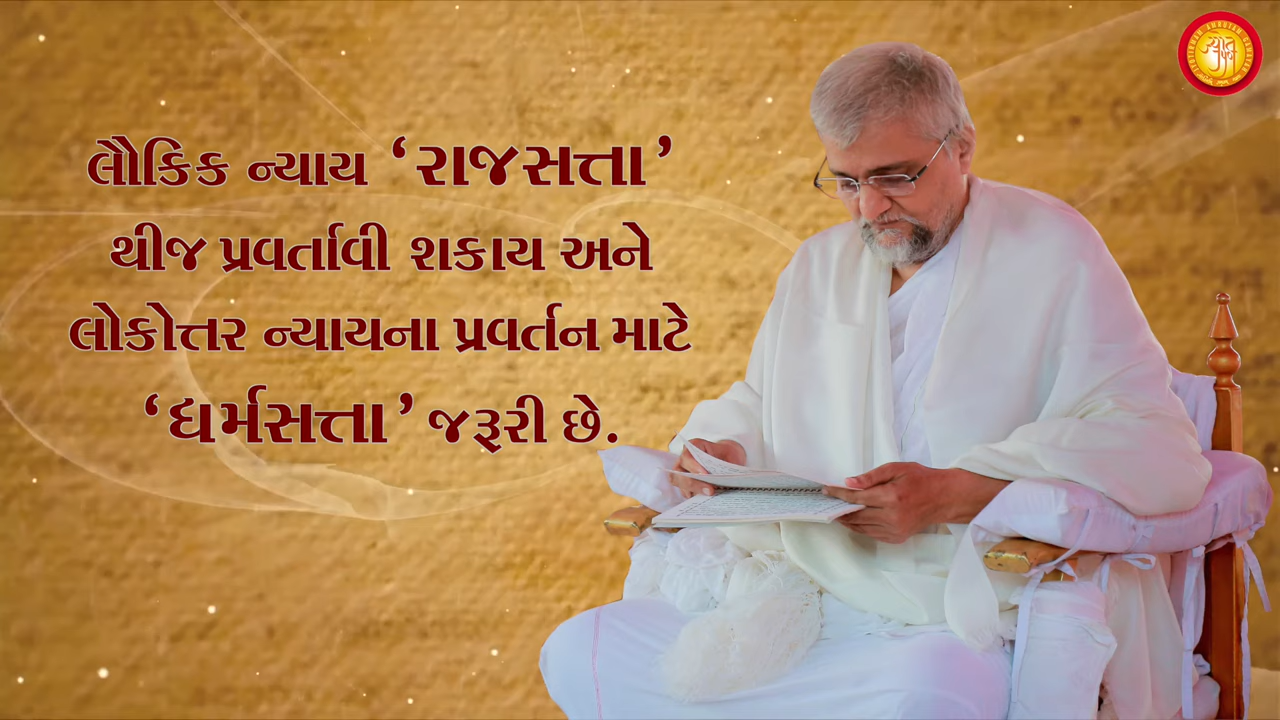 લૌકિક ન્યાય ‘રાજસત્તા’
થીજ પ્રવર્તાવી શકાય અને
લોકોત્તર ન્યાયના પ્રવર્તન માટે
‘ધર્મસત્તા’ જરૂરી છે.